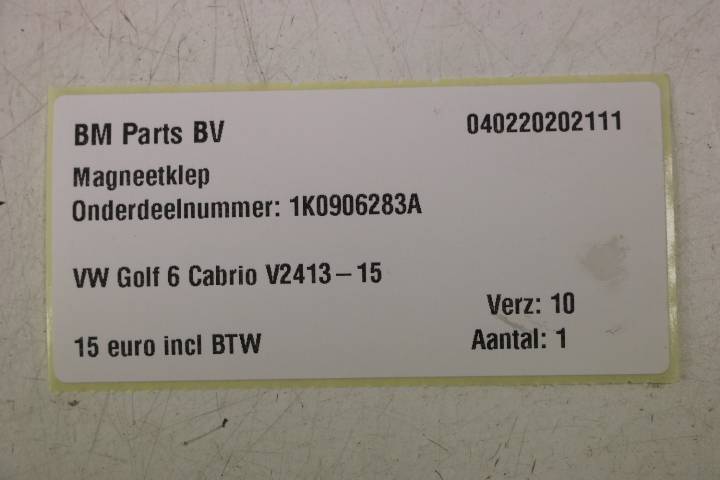 BM Parts BV 040220202111
Magneetklep
Onderdeelnummer: 1K0906283A
VW Golf 6 Cabrio V2413-15
Verz: 10
15 euro incl BTW Aantal: 1